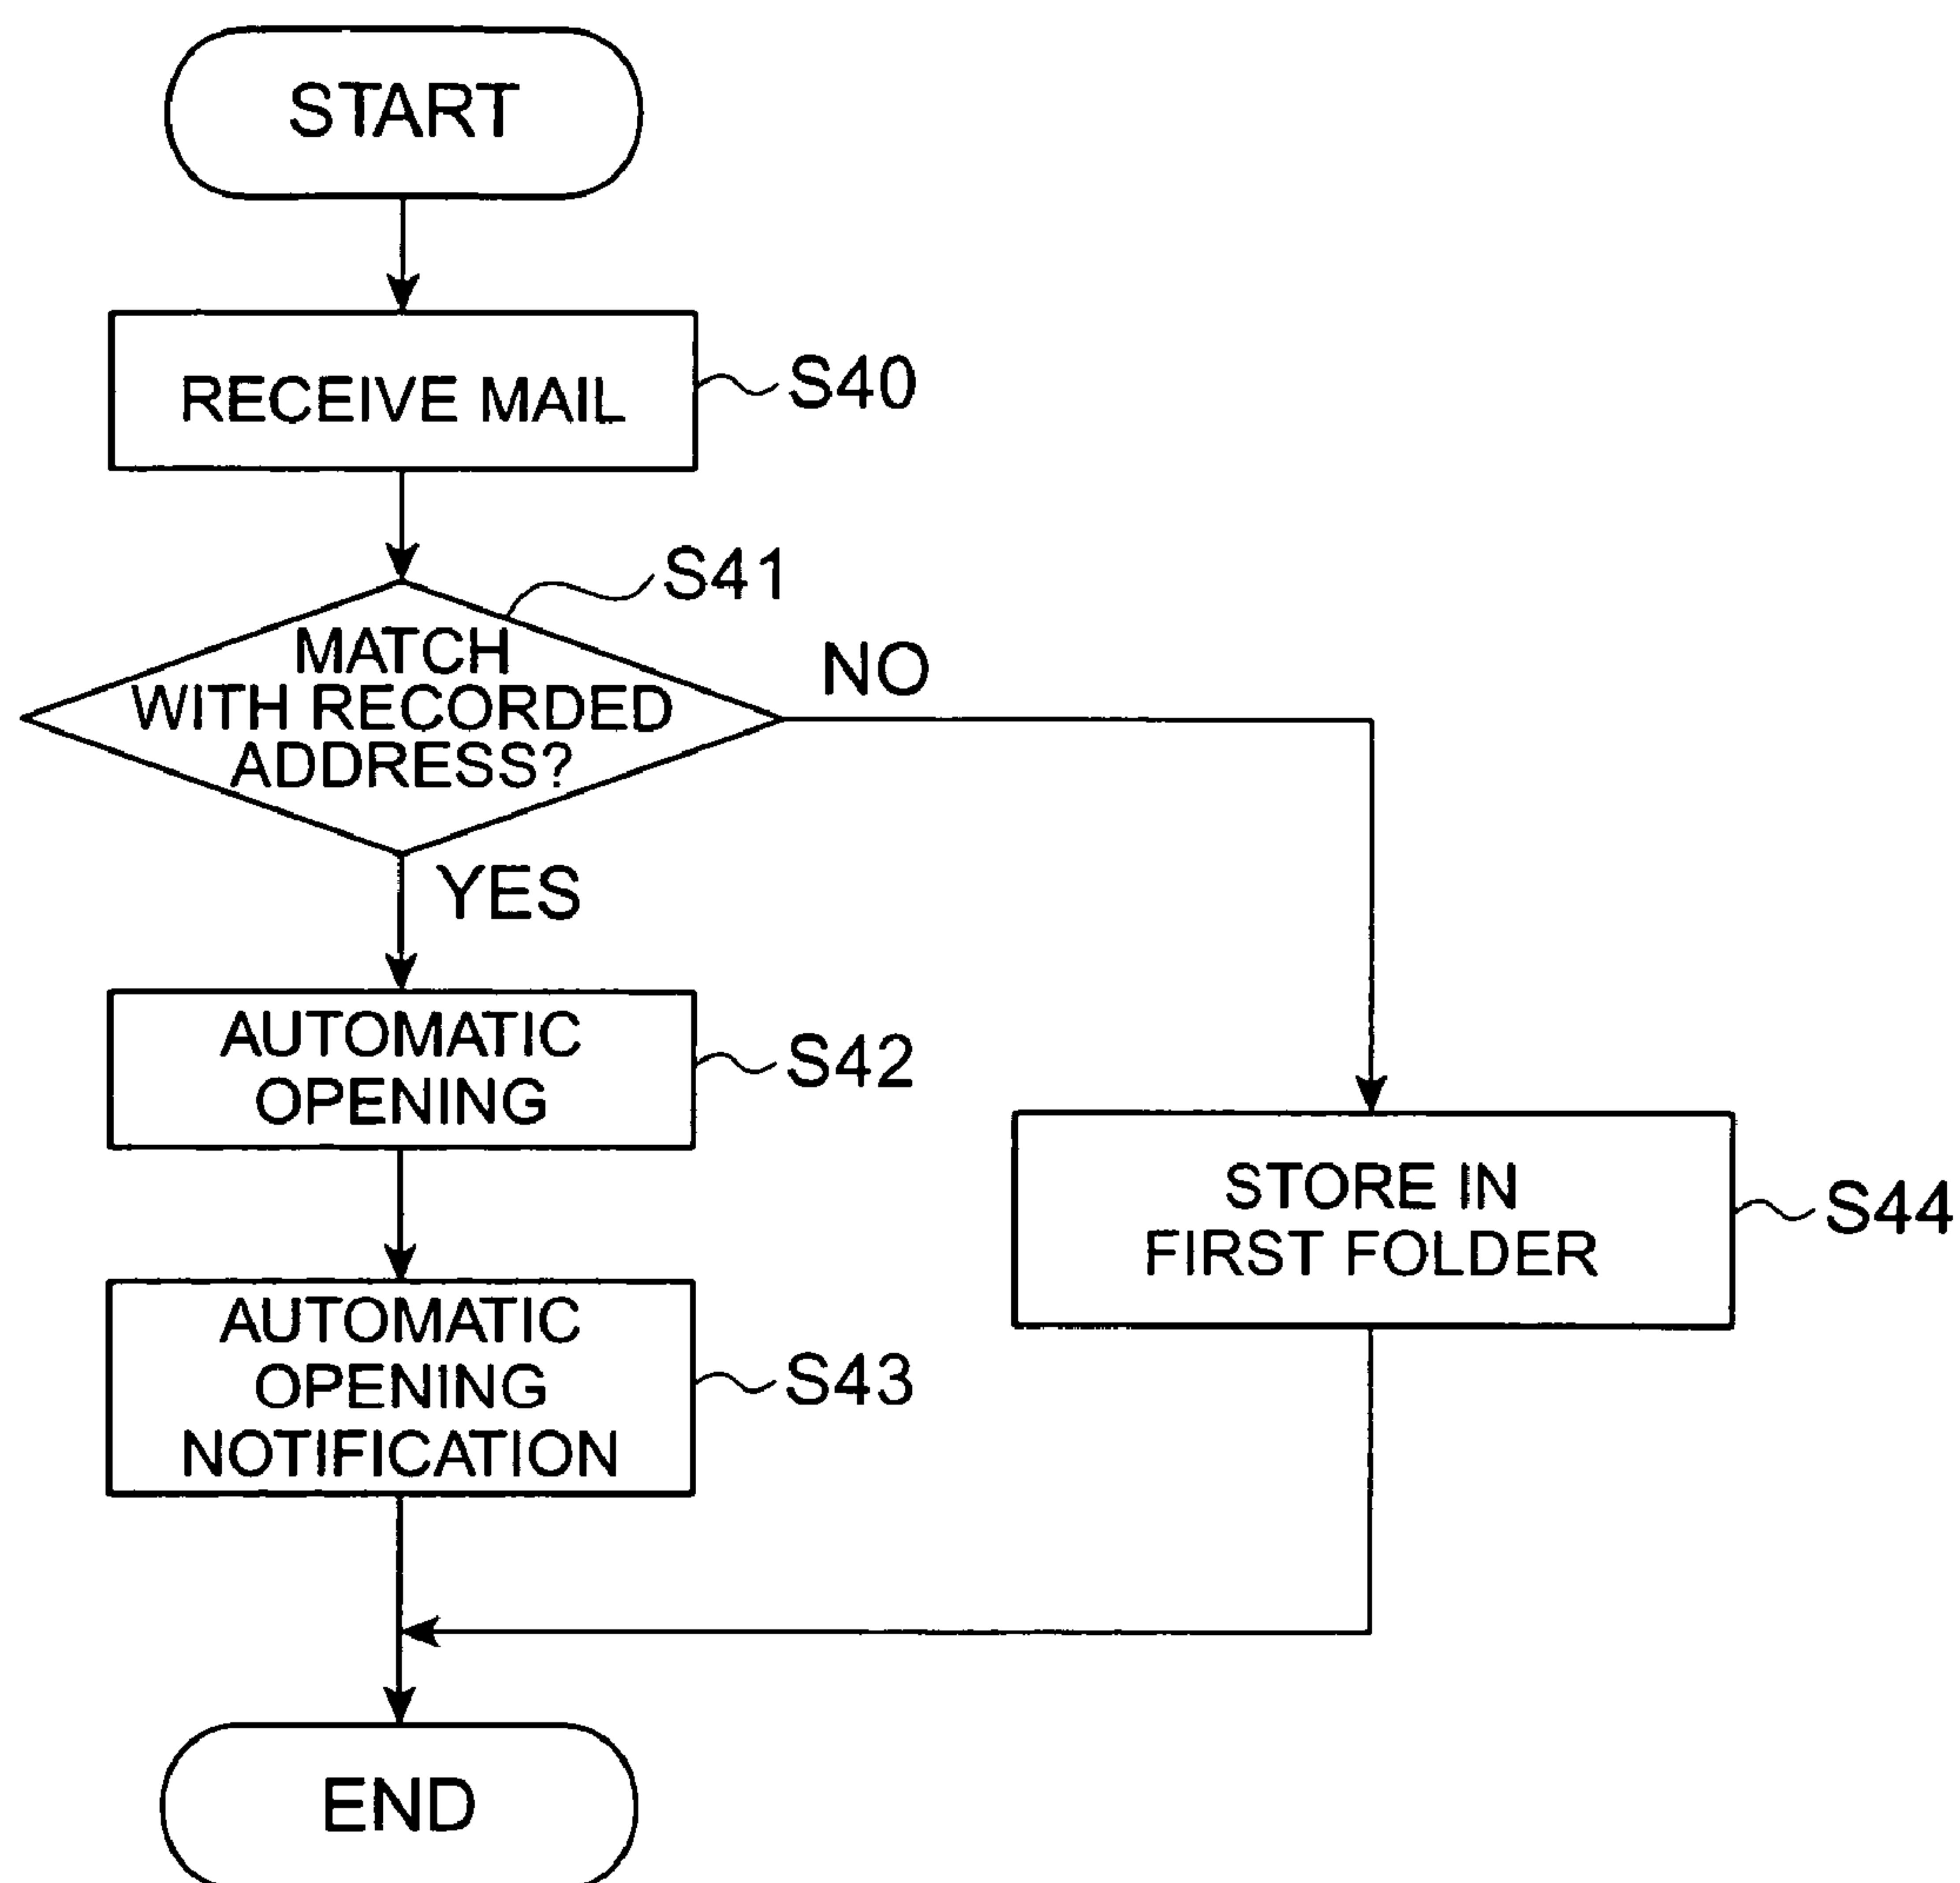 START
RECEIVE MAIL
S40
S41
MATCH
WITH RECORDED
ADDRESS?
NO
YES
AUTOMATIC
OPENING
S42
STORE IN
FIRST FOLDER
S44
AUTOMATIC
OPENING
NOTIFICATION
S43
END